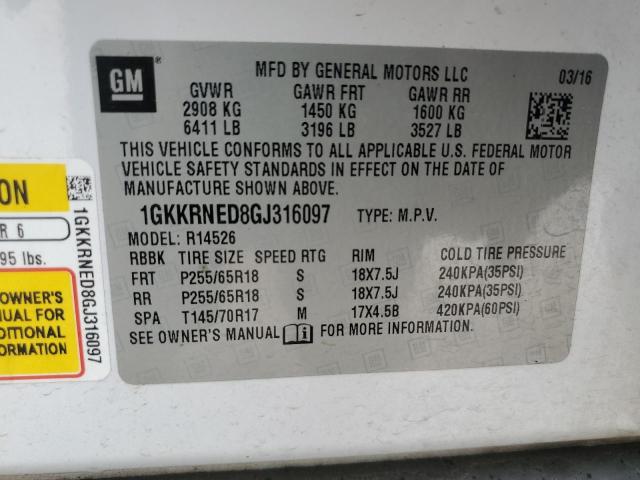 GM
MFD BY GENERAL MOTORS LLC 03/16
GVWR GAWR FRT GAWR RR
2908 KG 1450 KG 1600 KG
6411 LB 3196 LB 3527 LB
THIS VEHICLE CONFORMS TO ALL APPLICABLE U.S. FEDERAL MOTOR
VEHICLE SAFETY STANDARDS IN EFFECT ON THE DATE OF
MANUFACTURE SHOWN ABOVE.
1GKKRNED8GJ316097 TYPE: M.P.V.
MODEL: R14526
RBBK TIRE SIZE SPEED RTG RIM COLD TIRE PRESSURE
FRT P255/65R18 S 18X7.5J 240KPA(35PSI)
RR P255/65R18 S 18X7.5J 240KPA(35PSI)
SPA T145/70R17 M 17X4.5B 420KPA(60PSI)
SEE OWNER'S MANUAL FOR MORE INFORMATION.
ON
R 6
95 lbs.
OWNER'S
NUAL FOR
DITIONAL
ORMATION
1GKKRNED8GJ316097